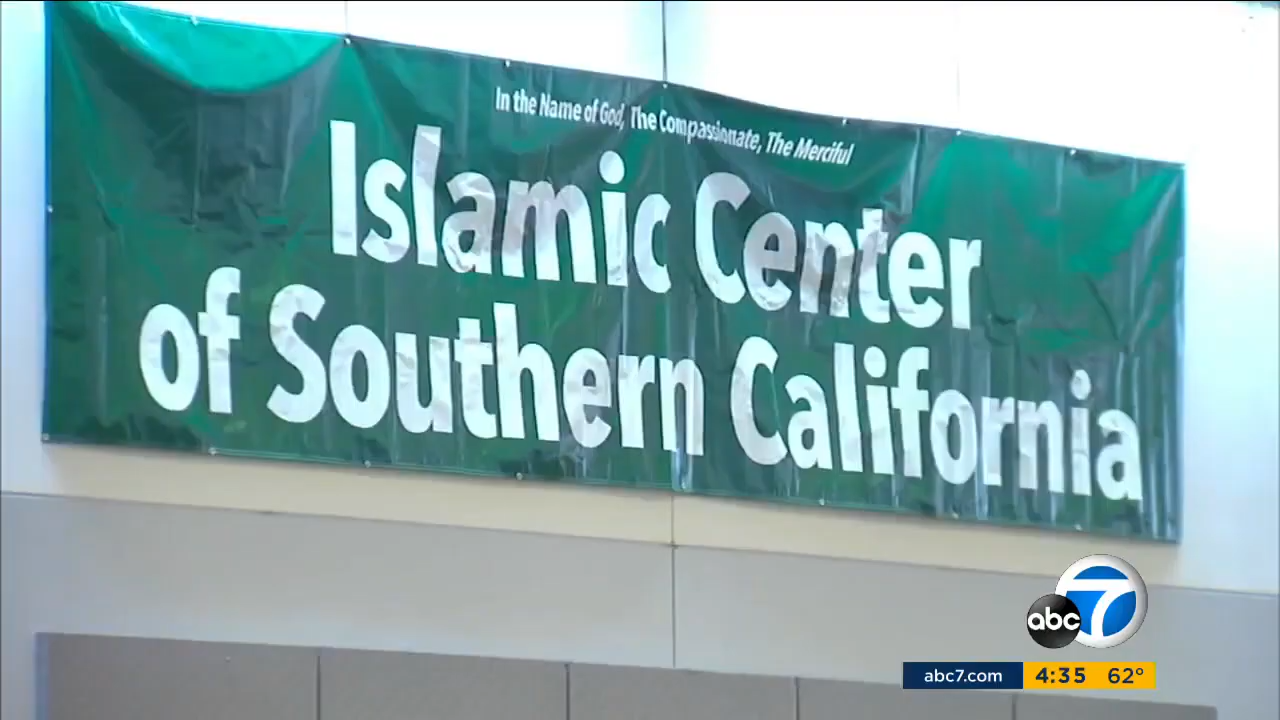 In the Name of God, The Compassionate, The Merciful
Islamic Center
of Southern California
abc 7
abc7.com 4:35 62°